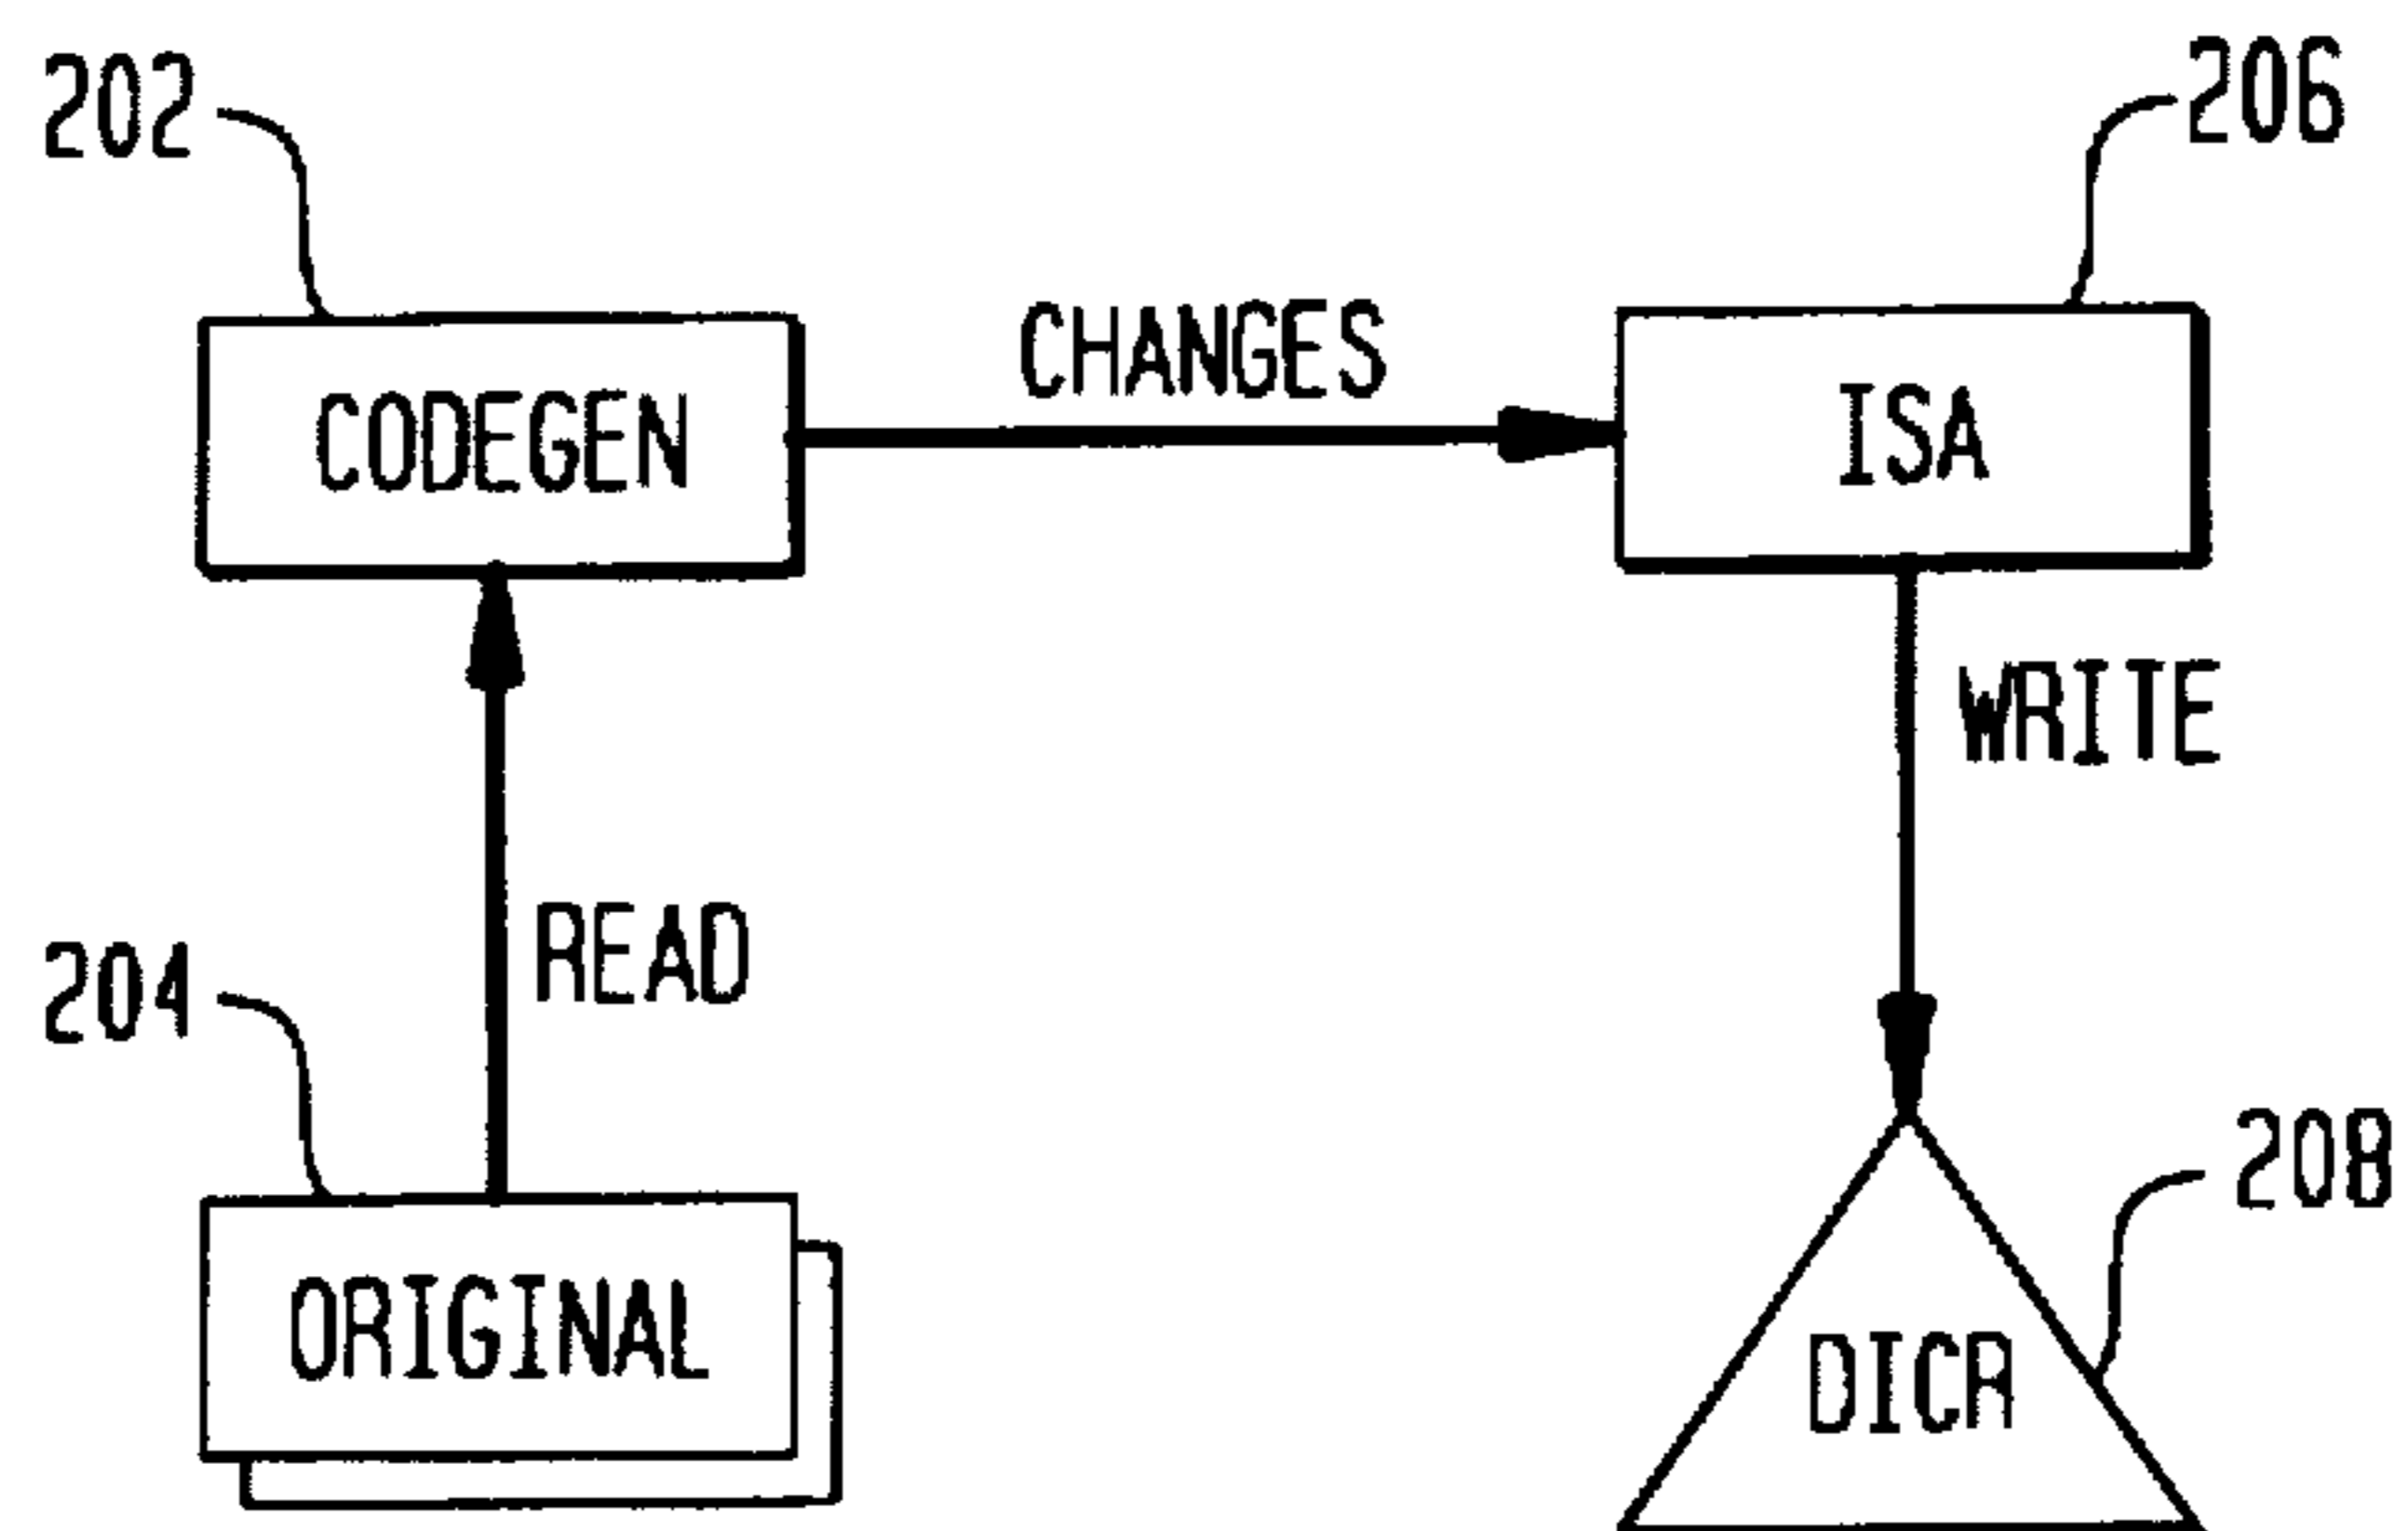 202
206
CHANGES
CODEGEN
ISA
WRITE
READ
204
208
ORIGINAL
DICR